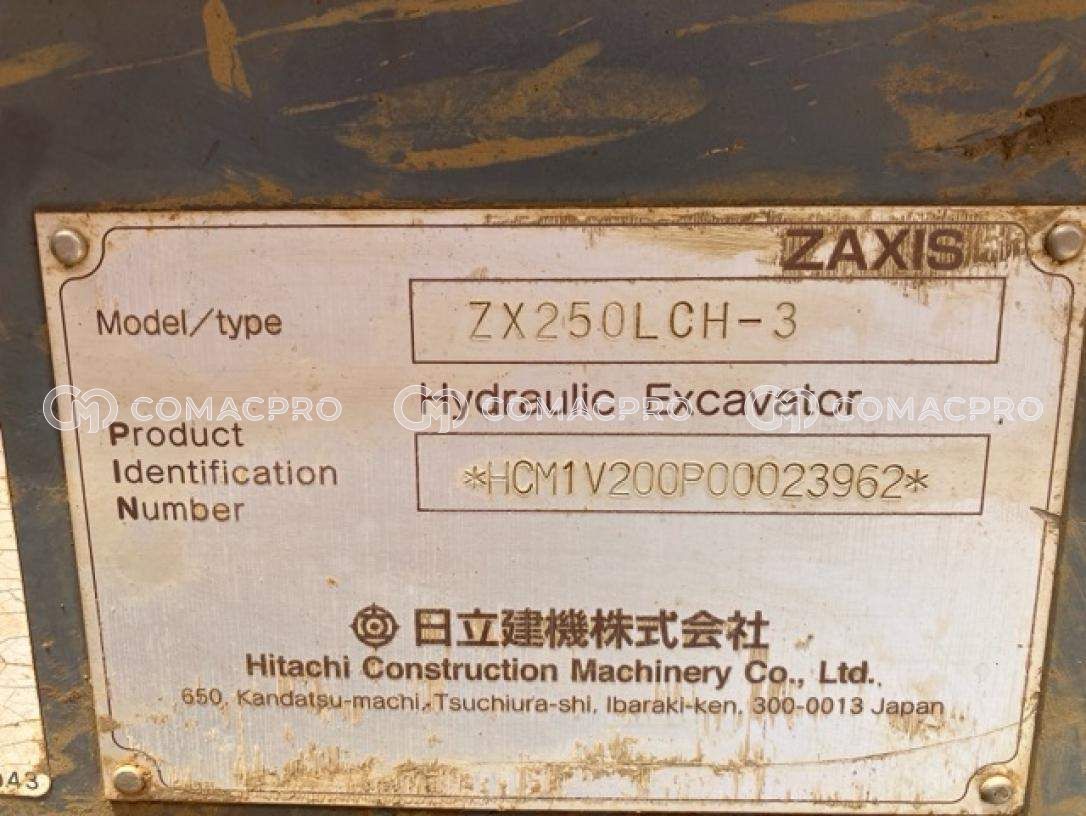 ZAXIS
Model/type ZX250LCH-3
Hydraulic Excavator
COMACPRO COMACPRO COMACPRO
Product
Identification *HCM1V200P00023962*
Number
日立建機株式会社
Hitachi Construction Machinery Co., Ltd.
650, Kandatsu-machi, Tsuchiura-shi, Ibaraki-ken, 300-0013 Japan
043